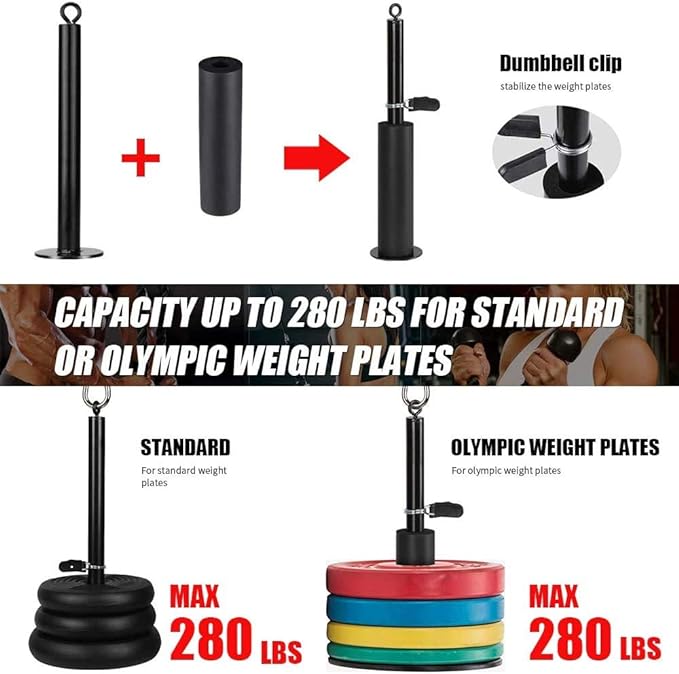 Dumbbell clip
stabilize the weight plates
CAPACITY UP TO 280 LBS FOR STANDARD
OR OLYMPIC WEIGHT PLATES
STANDARD
For standard weight
plates
MAX
280 LBS
OLYMPIC WEIGHT PLATES
For olympic weight plates
MAX
280 LBS